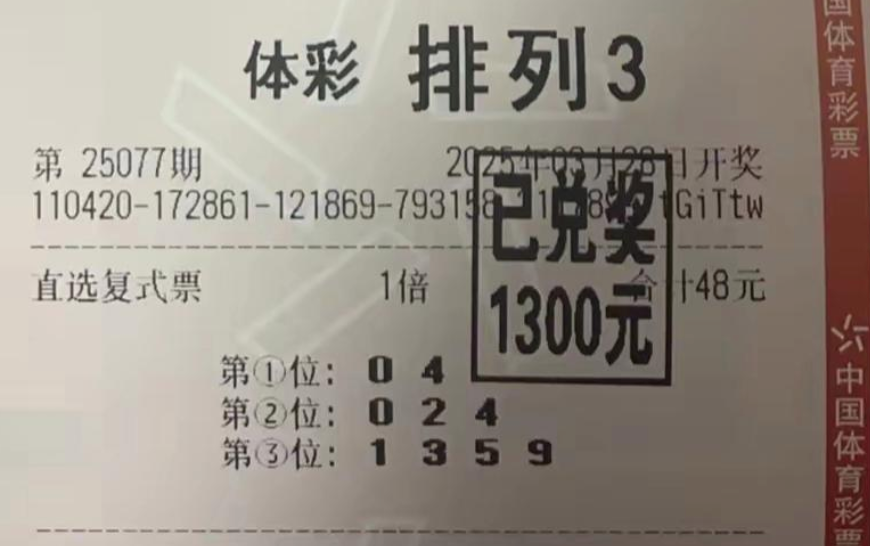 体彩 排列3
第 25077期 2025年03月28日开奖
110420-172861-121869-793158 tGiTtw
已兑奖
1300元
直选复式票 1倍 合计48元
第①位: 0 4
第②位: 0 2 4
第③位: 1 3 5 9
国体育彩票
中国体育彩票